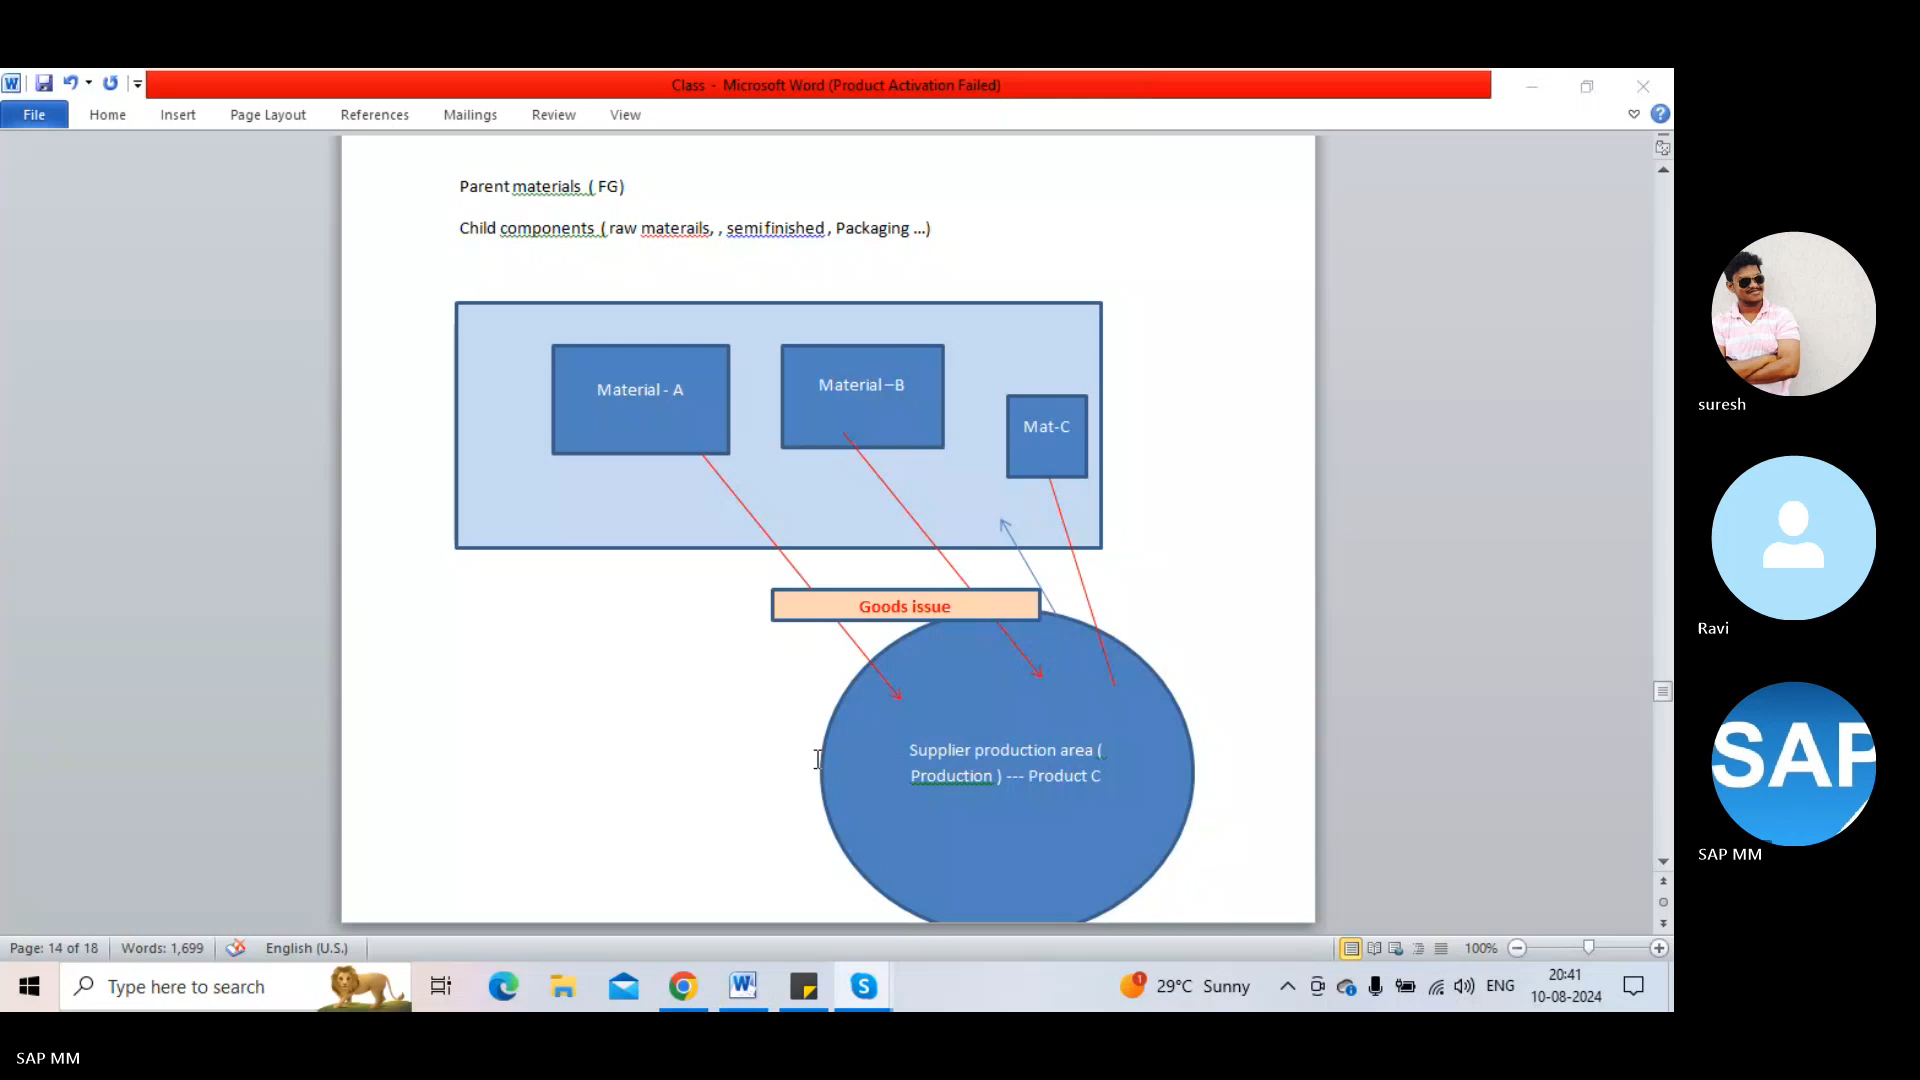 Class - Microsoft Word (Product Activation Failed)
File Home Insert Page Layout References Mailings Review View
Parent materials ( FG)
Child components ( raw materails, , semi finished , Packaging ...)
Material - A
Material –B
Mat-C
Goods issue
Supplier production area (
Production ) --- Product C
suresh
Ravi
SAP
SAP MM
Page: 14 of 18 Words: 1,699 English (U.S.) 100%
Type here to search
29°C Sunny
ENG
20:41
10-08-2024
SAP MM